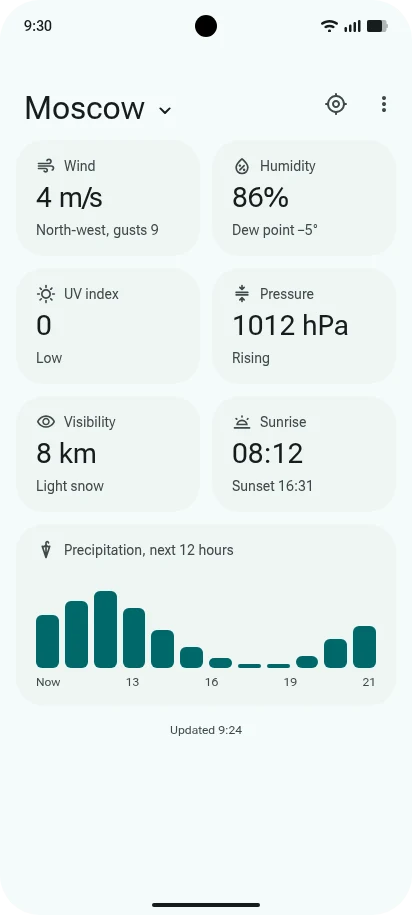 9:30
Moscow
Wind
4 m/s
North-west, gusts 9
Humidity
86%
Dew point −5°
UV index
0
Low
Pressure
1012 hPa
Rising
Visibility
8 km
Light snow
Sunrise
08:12
Sunset 16:31
Precipitation, next 12 hours
Now 13 16 19 21
Updated 9:24